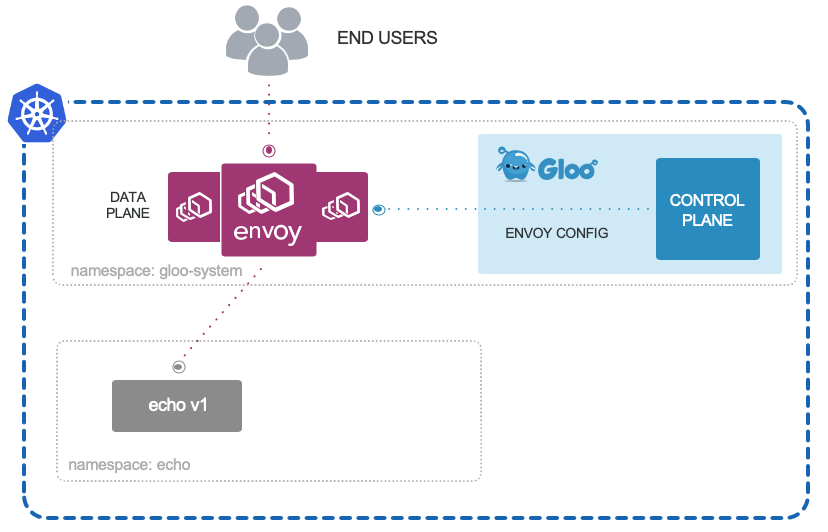 END USERS
Gloo
DATA
PLANE
envoy
CONTROL
PLANE
ENVOY CONFIG
namespace: gloo-system
echo v1
namespace: echo